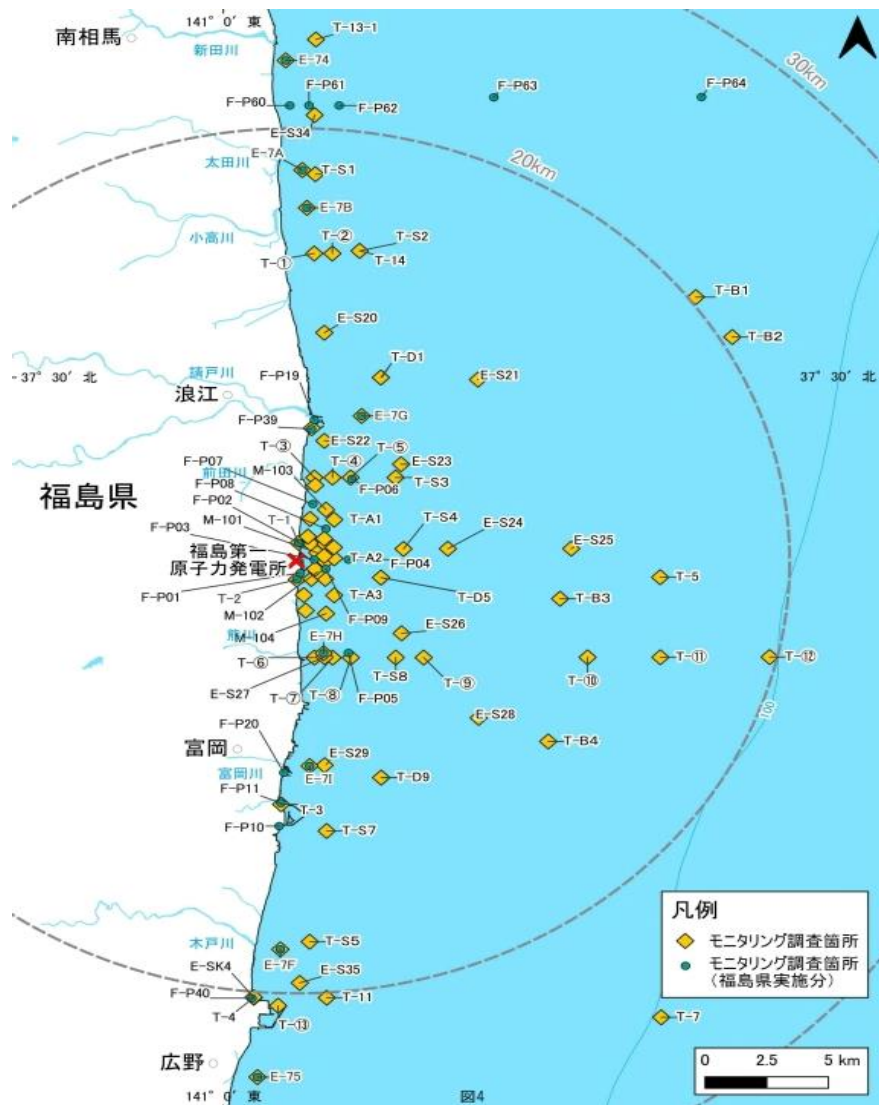 141° 0' 東
南相馬
T-13-1
新田川
E-74
30km
F-P60
F-P61
F-P62
F-P63
F-P64
E-S34
E-7A
太田川
T-S1
20km
E-7B
小高川
T-①
T-②
T-S2
T-14
T-B1
E-S20
T-B2
請戸川
T-D1
E-S21
37° 30' 北
37° 30' 北
F-P19
浪江
F-P39
E-7G
E-S22
T-③
T-⑤
F-P07
前田川
M-103
T-④
E-S23
F-P08
F-P06
T-S3
福島県
F-P02
M-101
T-1
T-A1
F-P03
T-S4
E-S24
E-S25
福島第一
原子力発電所
T-A2
F-P04
T-5
F-P01
T-2
T-A3
T-D5
T-B3
M-102
F-P09
M-104
熊川
E-S26
E-7H
T-⑥
T-⑪
T-⑫
E-S27
T-⑦
T-⑧
F-P05
T-S8
T-⑨
T-⑩
100
E-S28
F-P20
富岡
T-B4
富岡川
E-S29
E-7I
T-D9
F-P11
T-3
F-P10
T-S7
凡例
モニタリング調査箇所
モニタリング調査箇所
(福島県実施分)
木戸川
T-S5
E-7F
E-SK4
E-S35
F-P40
T-11
T-4
T-⑬
T-7
広野
0 2.5 5 km
E-75
141° 0' 東
図4